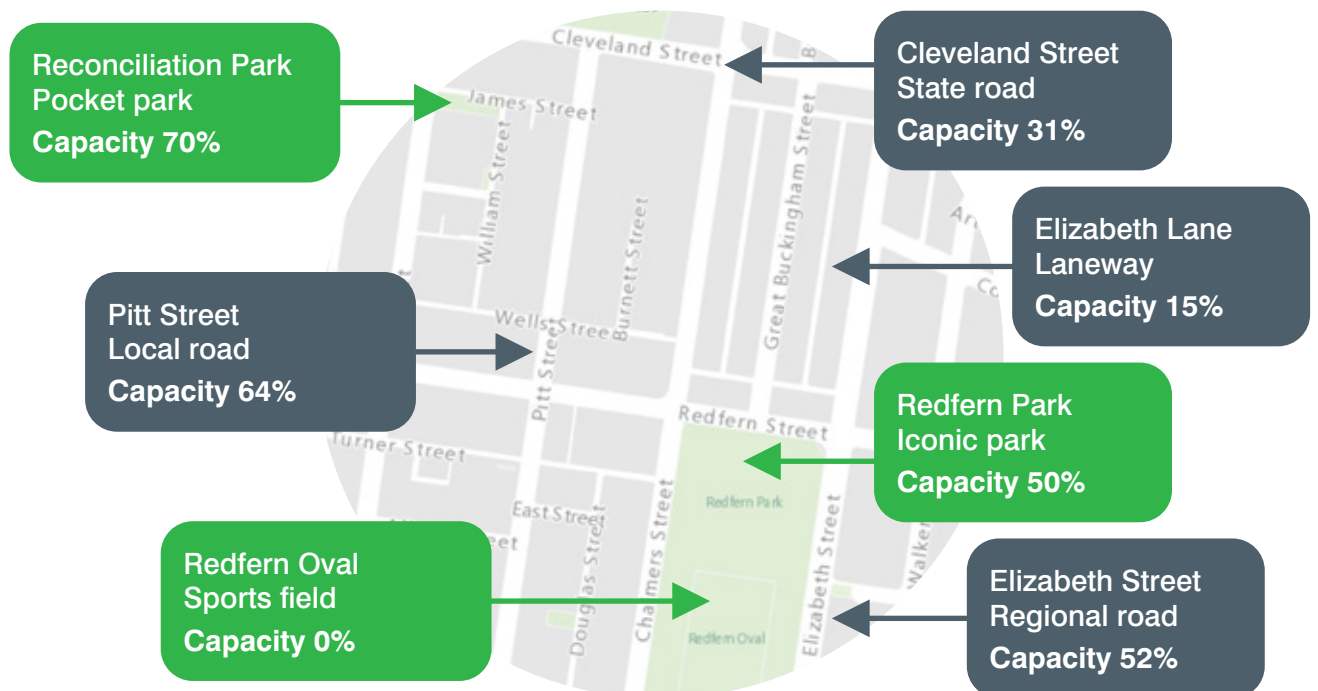 Reconciliation Park
Pocket park
Capacity 70%
Cleveland Street
State road
Capacity 31%
Elizabeth Lane
Laneway
Capacity 15%
Pitt Street
Local road
Capacity 64%
Redfern Park
Iconic park
Capacity 50%
Redfern Oval
Sports field
Capacity 0%
Elizabeth Street
Regional road
Capacity 52%
Cleveland Street
James Street
William Street
Burnett Street
Great Buckingham Street
Wells Street
Pitt Street
Redfern Street
Turner Street
East Street
Douglas Street
Chalmers Street
Redfern Park
Redfern Oval
Elizabeth Street
Walker